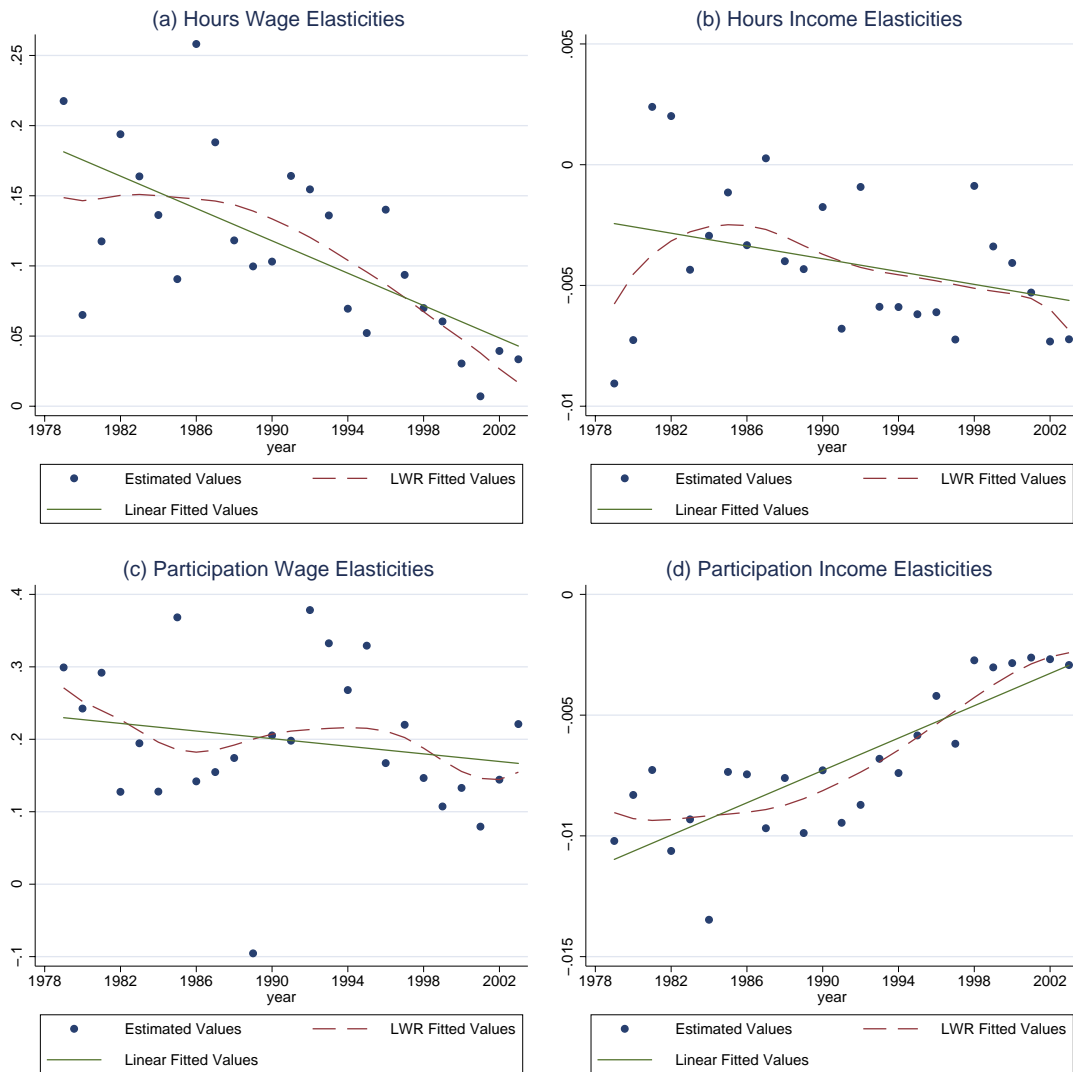 (a) Hours Wage Elasticities
.25
.2
.15
.1
.05
0
1978 1982 1986 1990 1994 1998 2002
year
Estimated Values LWR Fitted Values
Linear Fitted Values
(b) Hours Income Elasticities
.005
0
-.005
-.01
1978 1982 1986 1990 1994 1998 2002
year
Estimated Values LWR Fitted Values
Linear Fitted Values
(c) Participation Wage Elasticities
.4
.3
.2
.1
0
-.1
1978 1982 1986 1990 1994 1998 2002
year
Estimated Values LWR Fitted Values
Linear Fitted Values
(d) Participation Income Elasticities
0
-.005
-.01
-.015
1978 1982 1986 1990 1994 1998 2002
year
Estimated Values LWR Fitted Values
Linear Fitted Values